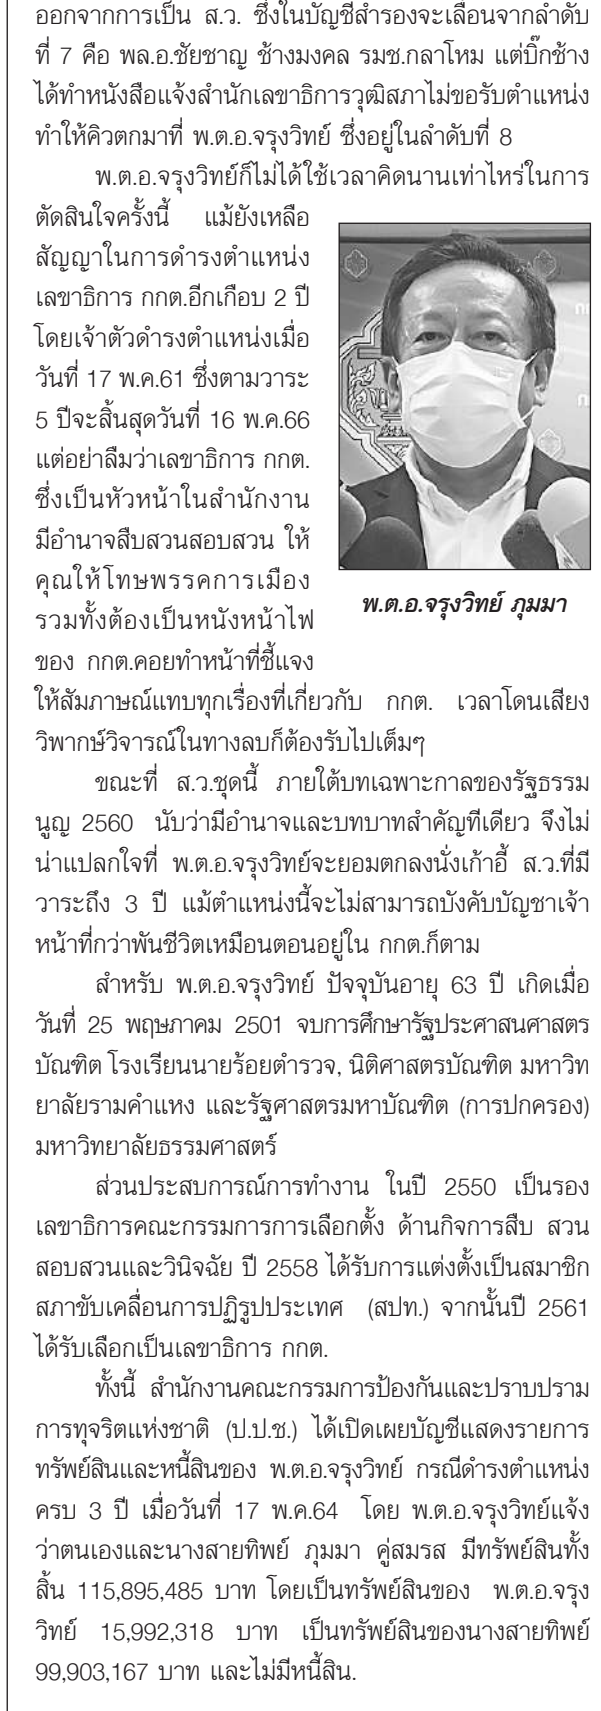 ออกจากการเป็น ส.ว. ซึ่งในบัญชีสำรองจะเลื่อนจากลำดับ
ที่ 7 คือ พล.อ.ชัยชาญ ช้างมงคล รมช.กลาโหม แต่บิ๊กช้าง
ได้ทำหนังสือแจ้งสำนักเลขาธิการวุฒิสภาไม่ขอรับตำแหน่ง
ทำให้คิวตกมาที่ พ.ต.อ.จรุงวิทย์ ซึ่งอยู่ในลำดับที่ 8
พ.ต.อ.จรุงวิทย์ก็ไม่ได้ใช้เวลาคิดนานเท่าไหร่ในการ
ตัดสินใจครั้งนี้ แม้ยังเหลือ
สัญญาในการดำรงตำแหน่ง
เลขาธิการ กกต.อีกเกือบ 2 ปี
โดยเจ้าตัวดำรงตำแหน่งเมื่อ
วันที่ 17 พ.ค.61 ซึ่งตามวาระ
5 ปีจะสิ้นสุดวันที่ 16 พ.ค.66
แต่อย่าลืมว่าเลขาธิการ กกต.
ซึ่งเป็นหัวหน้าในสำนักงาน
มีอำนาจสืบสวนสอบสวน ให้
คุณให้โทษพรรคการเมือง
รวมทั้งต้องเป็นหนังหน้าไฟ
ของ กกต.คอยทำหน้าที่ชี้แจง
พ.ต.อ.จรุงวิทย์ ภุมมา
ให้สัมภาษณ์แทบทุกเรื่องที่เกี่ยวกับ กกต. เวลาโดนเสียง
วิพากษ์วิจารณ์ในทางลบก็ต้องรับไปเต็มๆ
ขณะที่ ส.ว.ชุดนี้ ภายใต้บทเฉพาะกาลของรัฐธรรม
นูญ 2560 นับว่ามีอำนาจและบทบาทสำคัญทีเดียว จึงไม่
น่าแปลกใจที่ พ.ต.อ.จรุงวิทย์จะยอมตกลงนั่งเก้าอี้ ส.ว.ที่มี
วาระถึง 3 ปี แม้ตำแหน่งนี้จะไม่สามารถบังคับบัญชาเจ้า
หน้าที่กว่าพันชีวิตเหมือนตอนอยู่ใน กกต.ก็ตาม
สำหรับ พ.ต.อ.จรุงวิทย์ ปัจจุบันอายุ 63 ปี เกิดเมื่อ
วันที่ 25 พฤษภาคม 2501 จบการศึกษารัฐประศาสนศาสตร
บัณฑิต โรงเรียนนายร้อยตำรวจ, นิติศาสตรบัณฑิต มหาวิท
ยาลัยรามคำแหง และรัฐศาสตรมหาบัณฑิต (การปกครอง)
มหาวิทยาลัยธรรมศาสตร์
ส่วนประสบการณ์การทำงาน ในปี 2550 เป็นรอง
เลขาธิการคณะกรรมการการเลือกตั้ง ด้านกิจการสืบ สวน
สอบสวนและวินิจฉัย ปี 2558 ได้รับการแต่งตั้งเป็นสมาชิก
สภาขับเคลื่อนการปฏิรูปประเทศ (สปท.) จากนั้นปี 2561
ได้รับเลือกเป็นเลขาธิการ กกต.
ทั้งนี้ สำนักงานคณะกรรมการป้องกันและปราบปราม
การทุจริตแห่งชาติ (ป.ป.ช.) ได้เปิดเผยบัญชีแสดงรายการ
ทรัพย์สินและหนี้สินของ พ.ต.อ.จรุงวิทย์ กรณีดำรงตำแหน่ง
ครบ 3 ปี เมื่อวันที่ 17 พ.ค.64 โดย พ.ต.อ.จรุงวิทย์แจ้ง
ว่าตนเองและนางสายทิพย์ ภุมมา คู่สมรส มีทรัพย์สินทั้ง
สิ้น 115,895,485 บาท โดยเป็นทรัพย์สินของ พ.ต.อ.จรุง
วิทย์ 15,992,318 บาท เป็นทรัพย์สินของนางสายทิพย์
99,903,167 บาท และไม่มีหนี้สิน.